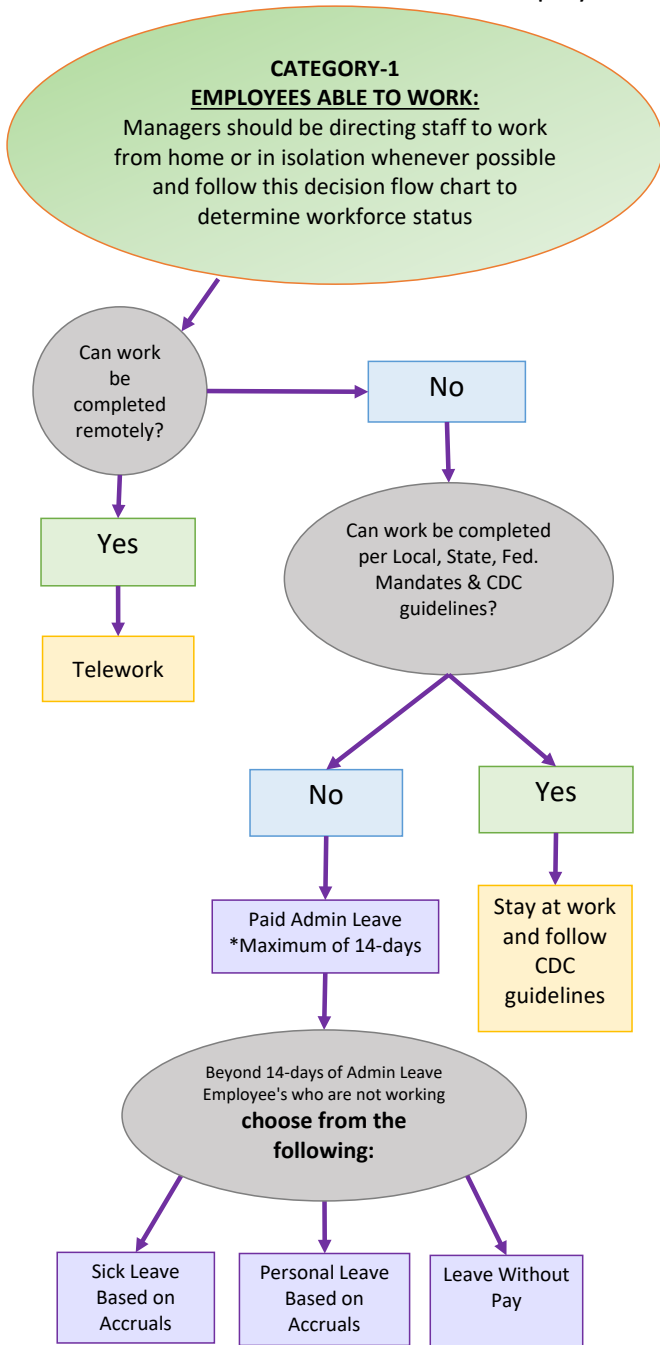 CATEGORY-1
EMPLOYEES ABLE TO WORK:
Managers should be directing staff to work
from home or in isolation whenever possible
and follow this decision flow chart to
determine workforce status
Can work
be
completed
remotely?
No
Yes
Can work be completed
per Local, State, Fed.
Mandates & CDC
guidelines?
Telework
No
Yes
Paid Admin Leave
*Maximum of 14-days
Stay at work
and follow
CDC
guidelines
Beyond 14-days of Admin Leave
Employee's who are not working
choose from the
following:
Sick Leave
Based on
Accruals
Personal Leave
Based on
Accruals
Leave Without
Pay